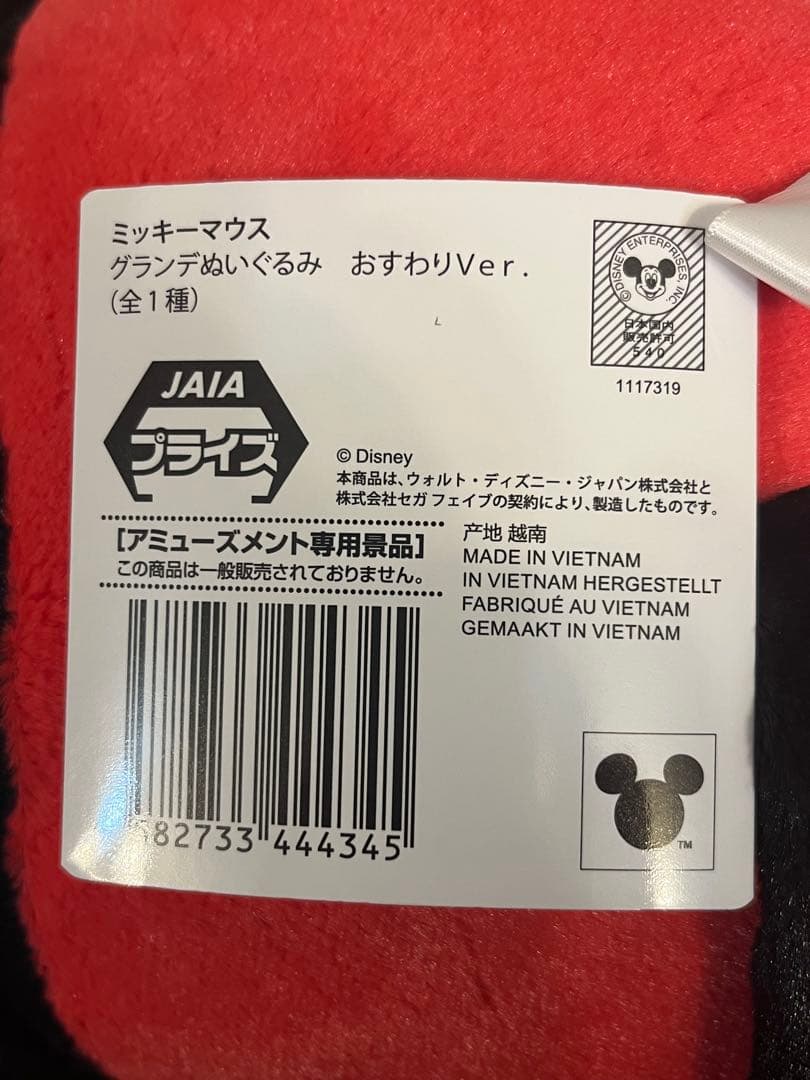 ミッキーマウス
グランデぬいぐるみ　おすわりVer.
(全1種)
©DISNEY ENTERPRISES, INC.
日本国内
販売許可
540
1117319
JAIA
プライズ
© Disney
本商品は、ウォルト・ディズニー・ジャパン株式会社と
株式会社セガ フェイブの契約により、製造したものです。
[アミューズメント専用景品]
この商品は一般販売されておりません。
产地 越南
MADE IN VIETNAM
IN VIETNAM HERGESTELLT
FABRIQUÉ AU VIETNAM
GEMAAKT IN VIETNAM
82733 444345
TM